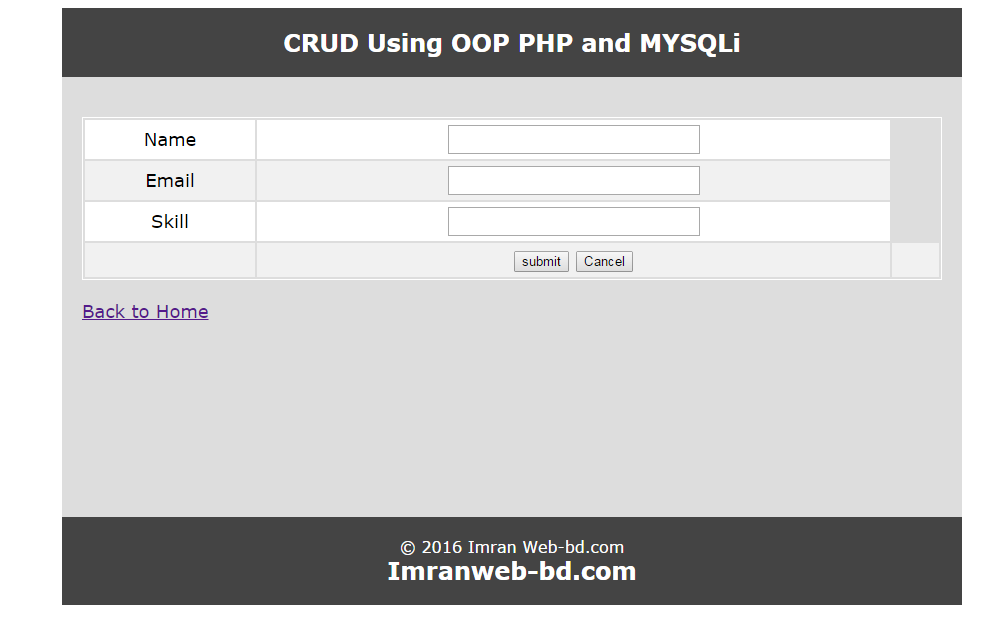 CRUD Using OOP PHP and MYSQLi
Name
Email
Skill
submit Cancel
Back to Home
© 2016 Imran Web-bd.com
Imranweb-bd.com